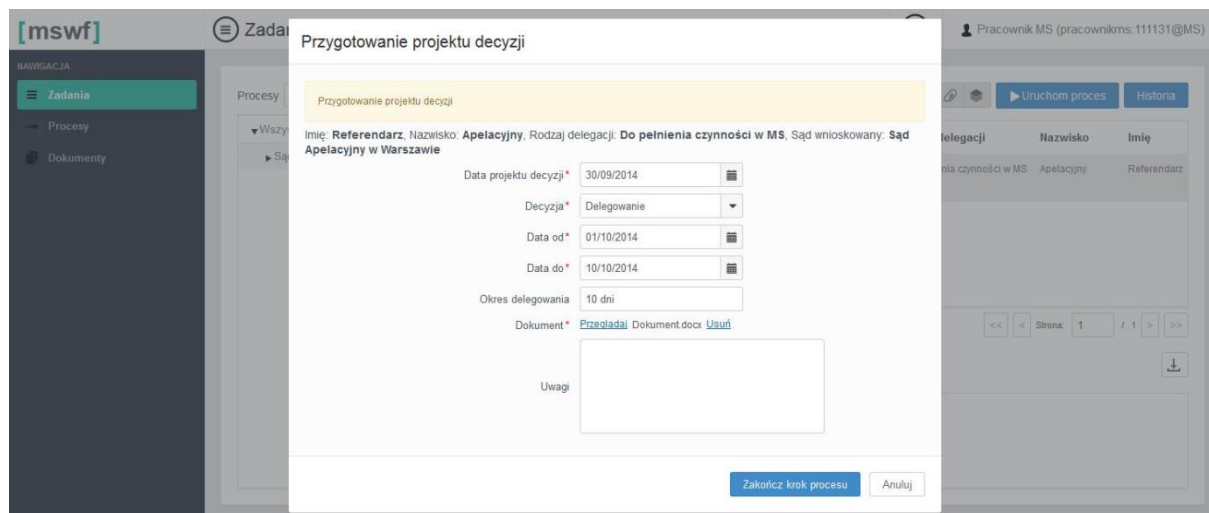 [mswf]
Zadan
Przygotowanie projektu decyzji
Pracownik MS (pracownikms:111131@MS)
NAWIGACJA
Zadania
Procesy
Dokumenty
Procesy
Uruchom proces
Historia
Przygotowanie projektu decyzji
Imię: Referendarz, Nazwisko: Apelacyjny, Rodzaj delegacji: Do pełnienia czynności w MS, Sąd wnioskowany: Sąd
Apelacyjny w Warszawie
delegacji Nazwisko Imię
nia czynności w MS Apelacyjny Referendarz
Data projektu decyzji* 30/09/2014
Decyzja* Delegowanie
Data od* 01/10/2014
Data do* 10/10/2014
Okres delegowania 10 dni
Dokument* Przeglądaj Dokument.docx Usuń
<< < Strona: 1 / 1 > >>
Uwagi
Zakończ krok procesu
Anuluj